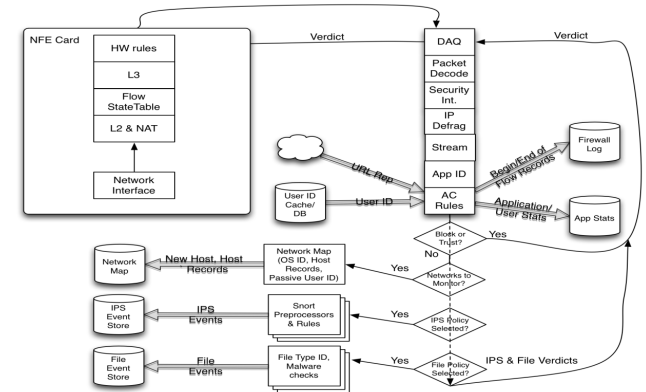 NFE Card
HW rules
L3
Flow
StateTable
L2 & NAT
Network
Interface
Verdict
Verdict
DAQ
Packet
Decode
Security
Int.
IP
Defrag
Stream
App ID
AC
Rules
URL Rep
User ID
Cache/
DB
User ID
Begin/End of
Flow Records
Firewall
Log
Application/
User Stats
App Stats
Block or
Trust?
Yes
No
Network
Map
New Host, Host
Records
Network Map
(OS ID, Host
Records,
Passive User ID)
Yes
Networks to
Monitor?
IPS
Event
Store
IPS
Events
Snort
Preprocessors
& Rules
Yes
IPS Policy
Selected?
File
Event
Store
File
Events
File Type ID,
Malware
checks
Yes
File Policy
Selected?
IPS & File Verdicts